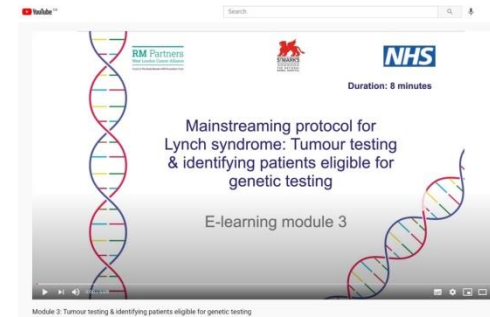 YouTube
Search
RM Partners
West London Cancer Alliance
ST MARK'S
NHS
Duration: 8 minutes
Mainstreaming protocol for
Lynch syndrome: Tumour testing
& identifying patients eligible for
genetic testing
E-learning module 3
Module 3: Tumour testing & identifying patients eligible for genetic testing